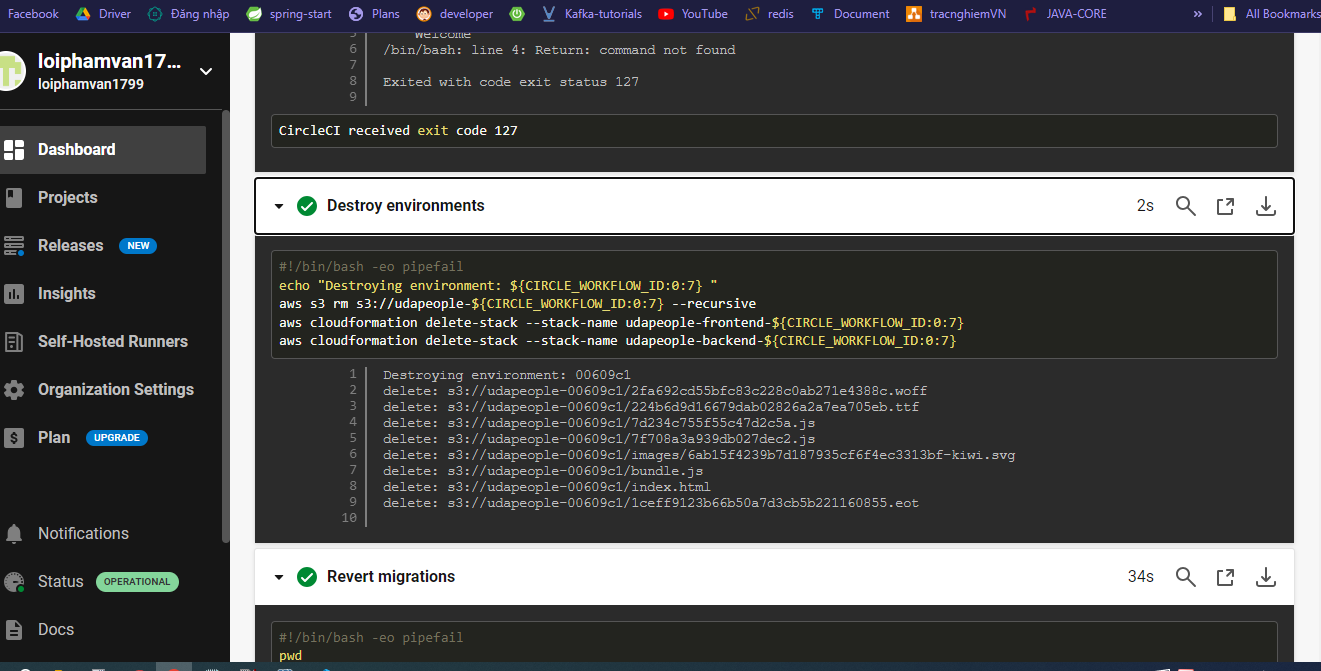 Facebook
Driver
Đăng nhập
spring-start
Plans
developer
Kafka-tutorials
YouTube
redis
Document
tracnghiemVN
JAVA-CORE
»
All Bookmarks
loiphamvan17...
loiphamvan1799
Dashboard
Projects
Releases NEW
Insights
Self-Hosted Runners
Organization Settings
Plan UPGRADE
Notifications
Status OPERATIONAL
Docs
5 Welcome
6 /bin/bash: line 4: Return: command not found
7
8 Exited with code exit status 127
9
CircleCI received exit code 127
Destroy environments 2s
#!/bin/bash -eo pipefail
echo "Destroying environment: ${CIRCLE_WORKFLOW_ID:0:7} "
aws s3 rm s3://udapeople-${CIRCLE_WORKFLOW_ID:0:7} --recursive
aws cloudformation delete-stack --stack-name udapeople-frontend-${CIRCLE_WORKFLOW_ID:0:7}
aws cloudformation delete-stack --stack-name udapeople-backend-${CIRCLE_WORKFLOW_ID:0:7}
1 Destroying environment: 00609c1
2 delete: s3://udapeople-00609c1/2fa692cd55bfc83c228c0ab271e4388c.woff
3 delete: s3://udapeople-00609c1/224b6d9d16679dab02826a2a7ea705eb.ttf
4 delete: s3://udapeople-00609c1/7d234c755f55c47d2c5a.js
5 delete: s3://udapeople-00609c1/7f708a3a939db027dec2.js
6 delete: s3://udapeople-00609c1/images/6ab15f4239b7d187935cf6f4ec3313bf-kiwi.svg
7 delete: s3://udapeople-00609c1/bundle.js
8 delete: s3://udapeople-00609c1/index.html
9 delete: s3://udapeople-00609c1/1ceff9123b66b50a7d3cb5b221160855.eot
10
Revert migrations 34s
#!/bin/bash -eo pipefail
pwd